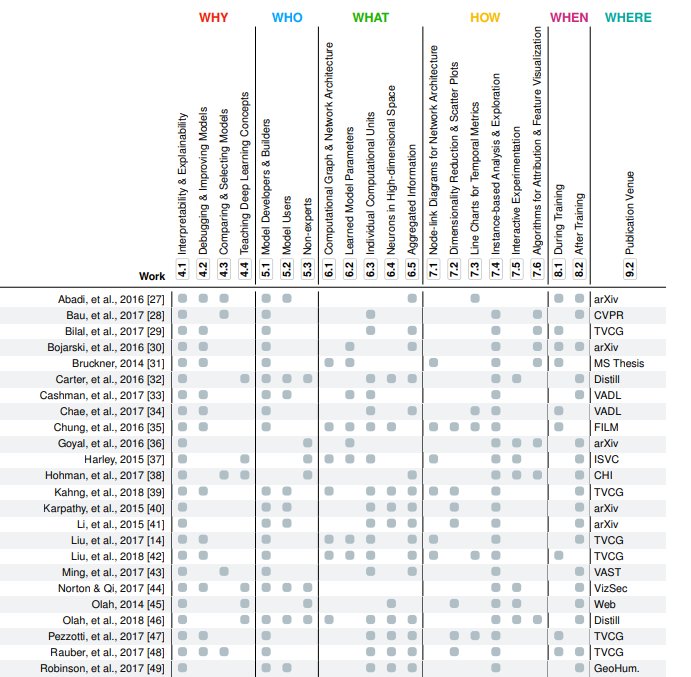 WHY WHO WHAT HOW WHEN WHERE
Work
4.1 Interpretability & Explainability
4.2 Debugging & Improving Models
4.3 Comparing & Selecting Models
4.4 Teaching Deep Learning Concepts
5.1 Model Developers & Builders
5.2 Model Users
5.3 Non-experts
6.1 Computational Graph & Network Architecture
6.2 Learned Model Parameters
6.3 Individual Computational Units
6.4 Neurons in High-dimensional Space
6.5 Aggregated Information
7.1 Node-link Diagrams for Network Architecture
7.2 Dimensionality Reduction & Scatter Plots
7.3 Line Charts for Temporal Metrics
7.4 Instance-based Analysis & Exploration
7.5 Interactive Experimentation
7.6 Algorithms for Attribution & Feature Visualization
8.1 During Training
8.2 After Training
9.2 Publication Venue
Abadi, et al., 2016 [27] arXiv
Bau, et al., 2017 [28] CVPR
Bilal, et al., 2017 [29] TVCG
Bojarski, et al., 2016 [30] arXiv
Bruckner, 2014 [31] MS Thesis
Carter, et al., 2016 [32] Distill
Cashman, et al., 2017 [33] VADL
Chae, et al., 2017 [34] VADL
Chung, et al., 2016 [35] FILM
Goyal, et al., 2016 [36] arXiv
Harley, 2015 [37] ISVC
Hohman, et al., 2017 [38] CHI
Kahng, et al., 2018 [39] TVCG
Karpathy, et al., 2015 [40] arXiv
Li, et al., 2015 [41] arXiv
Liu, et al., 2017 [14] TVCG
Liu, et al., 2018 [42] TVCG
Ming, et al., 2017 [43] VAST
Norton & Qi, 2017 [44] VizSec
Olah, 2014 [45] Web
Olah, et al., 2018 [46] Distill
Pezzotti, et al., 2017 [47] TVCG
Rauber, et al., 2017 [48] TVCG
Robinson, et al., 2017 [49] GeoHum.